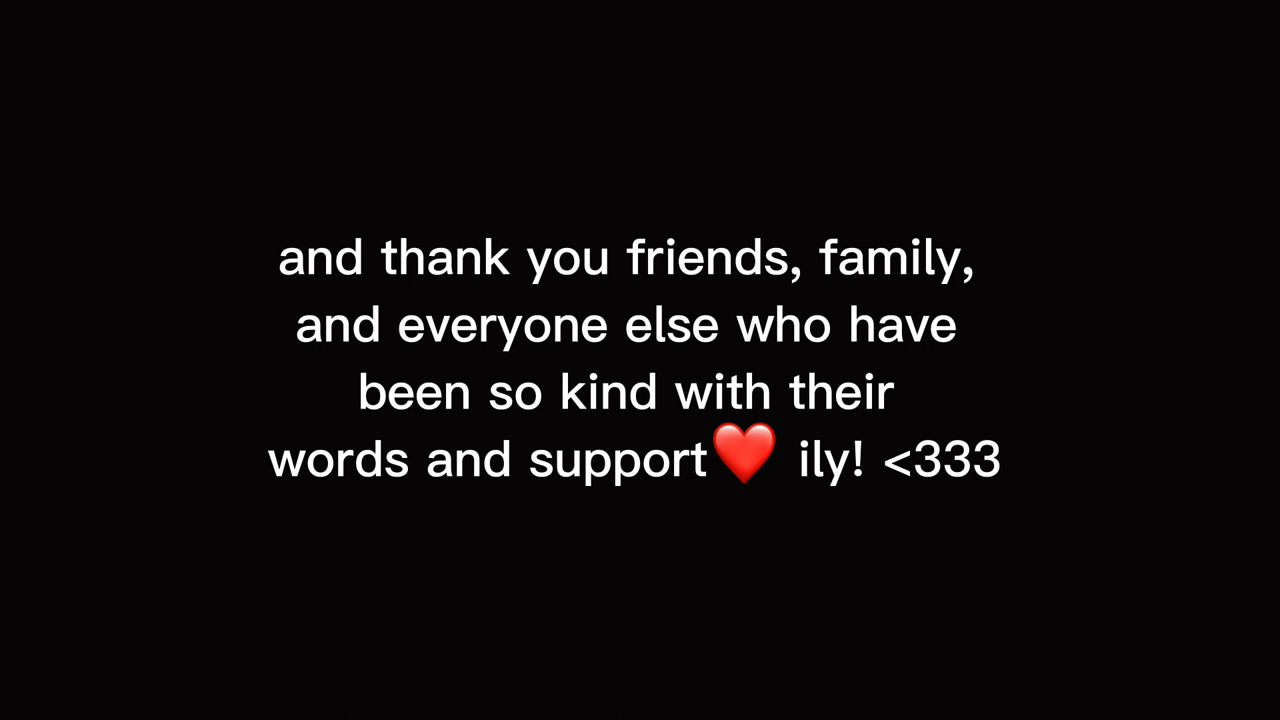 and thank you friends, family,
and everyone else who have
been so kind with their
words and support❤️ ily! <333